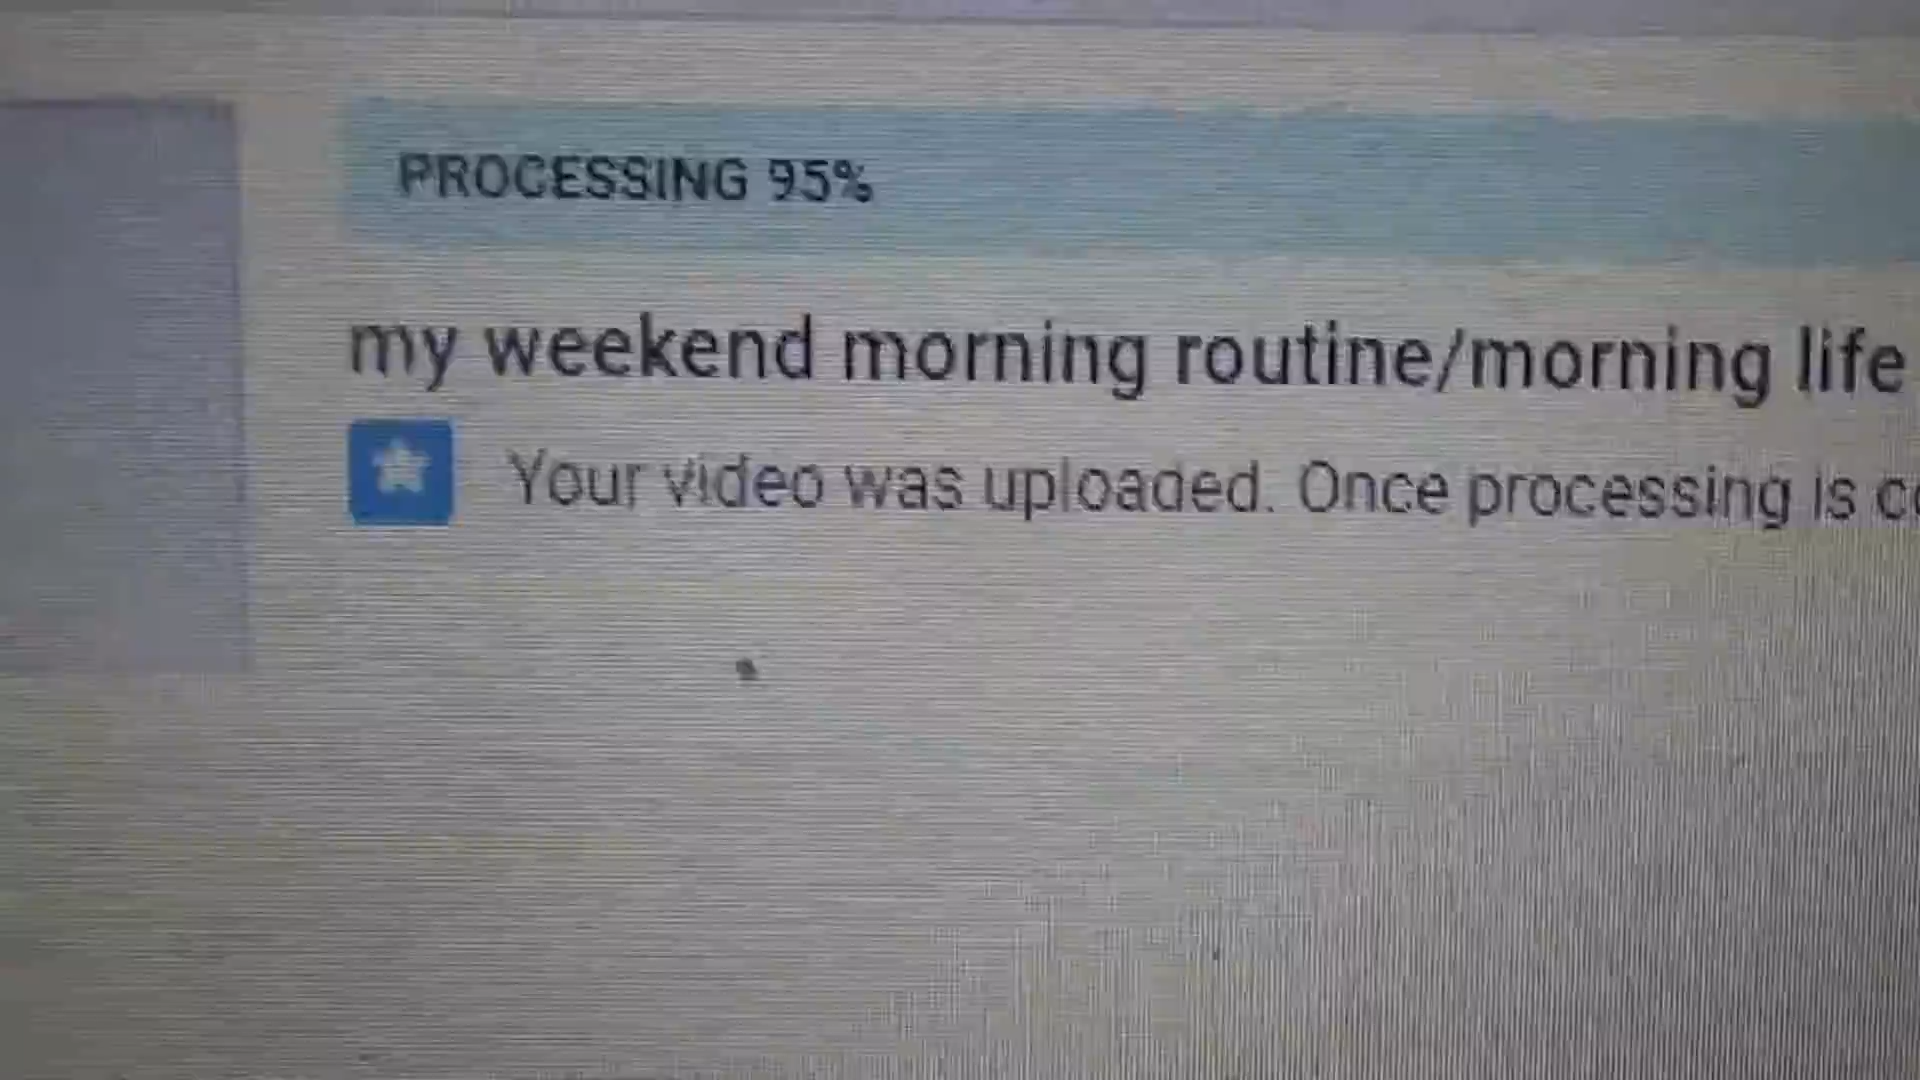 PROCESSING 95%
my weekend morning routine/morning life
Your video was uploaded. Once processing is